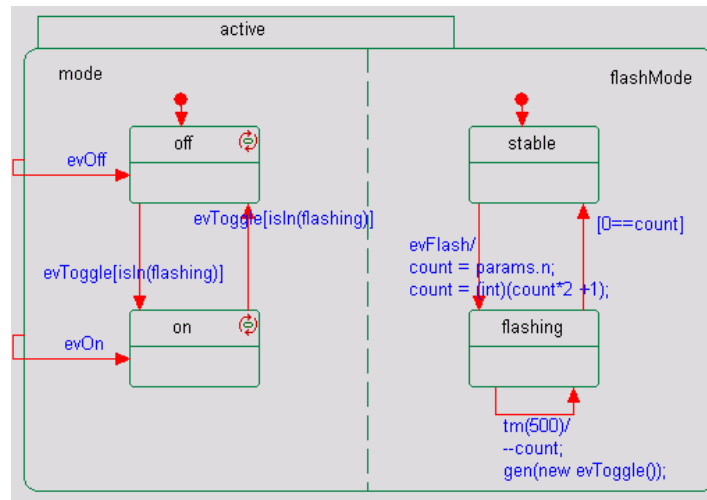 active
mode
flashMode
off
stable
evOff
evToggle[isIn(flashing)]
[0==count]
evFlash/
count = params.n;
count = (int)(count*2 +1);
evToggle[isIn(flashing)]
on
flashing
evOn
tm(500)/
--count;
gen(new evToggle());